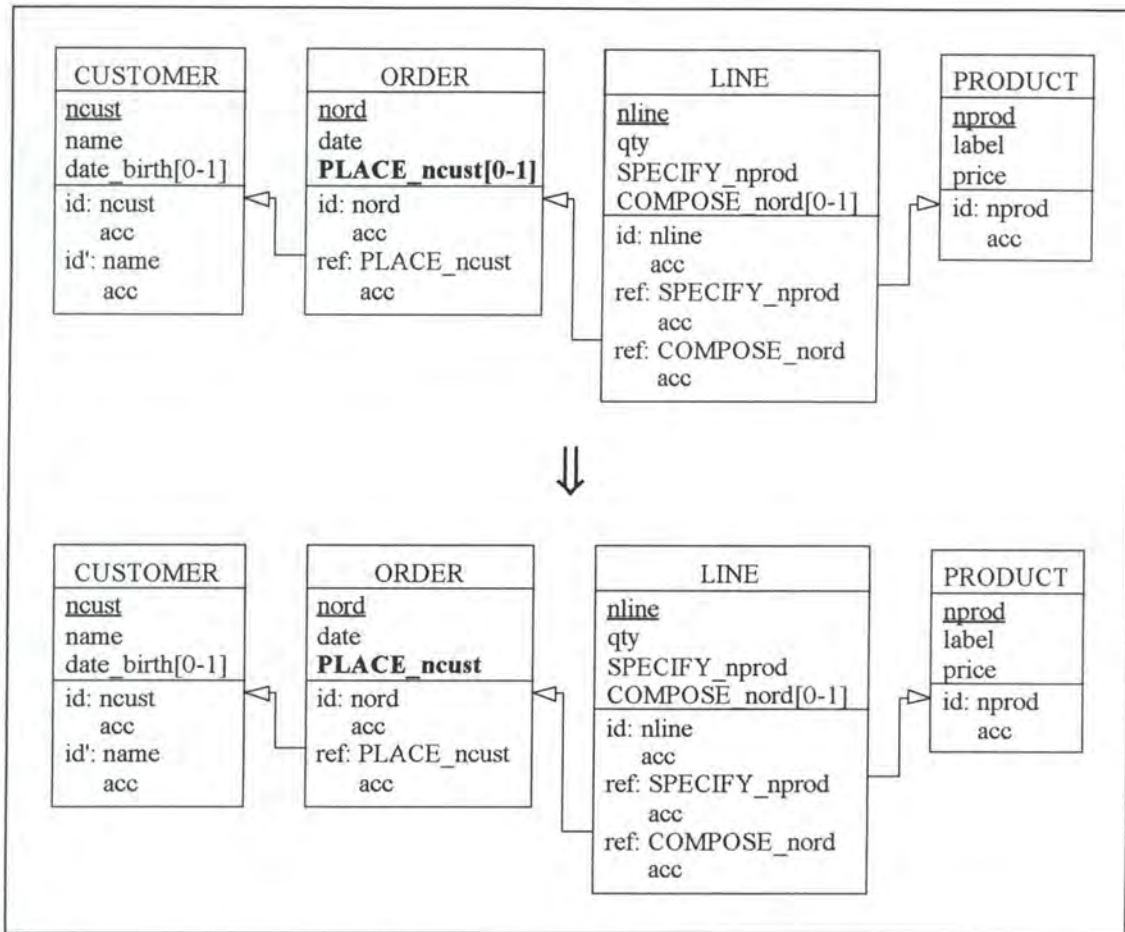 CUSTOMER
ncust
name
date_birth[0-1]
id: ncust
acc
id': name
acc
ORDER
nord
date
PLACE_ncust[0-1]
id: nord
acc
ref: PLACE_ncust
acc
LINE
nline
qty
SPECIFY_nprod
COMPOSE_nord[0-1]
id: nline
acc
ref: SPECIFY_nprod
acc
ref: COMPOSE_nord
acc
PRODUCT
nprod
label
price
id: nprod
acc
CUSTOMER
ncust
name
date_birth[0-1]
id: ncust
acc
id': name
acc
ORDER
nord
date
PLACE_ncust
id: nord
acc
ref: PLACE_ncust
acc
LINE
nline
qty
SPECIFY_nprod
COMPOSE_nord[0-1]
id: nline
acc
ref: SPECIFY_nprod
acc
ref: COMPOSE_nord
acc
PRODUCT
nprod
label
price
id: nprod
acc